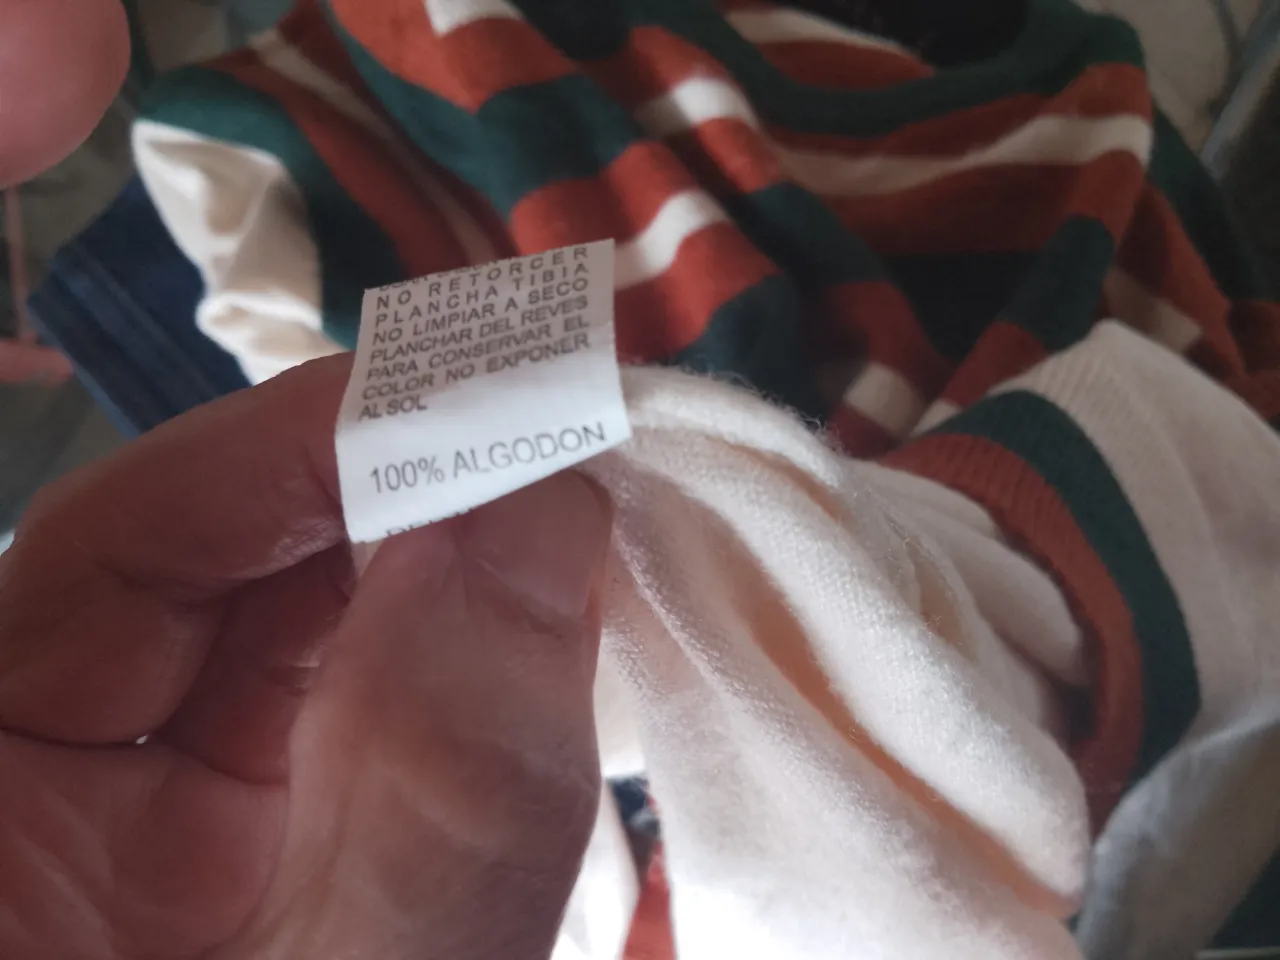 NO RETORCER
PLANCHA TIBIA
NO LIMPIAR A SECO
PLANCHAR DEL REVES
PARA CONSERVAR EL
COLOR NO EXPONER
AL SOL
100% ALGODON